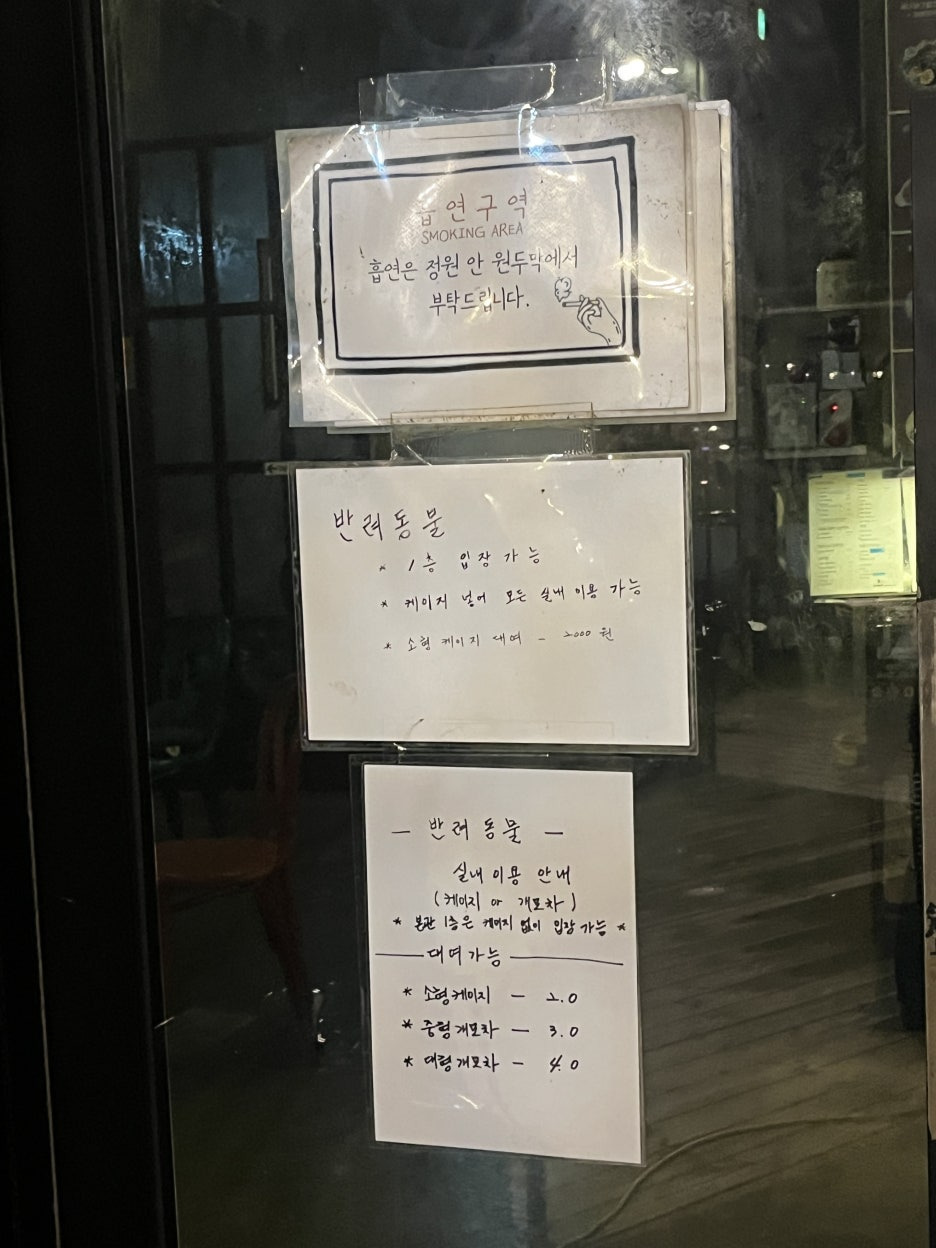 흡연구역
SMOKING AREA
흡연은 정원 안 원두막에서
부탁드립니다.
반려동물
* 1층 입장 가능
* 케이지 넣어 모든 실내 이용 가능
* 소형 케이지 대여 - 2000원
- 반려동물 -
실내 이용 안내
(케이지 or 개모차)
* 본관 1층은 케이지 없이 입장 가능 *
대여가능
* 소형케이지 - 2.0
* 중형개모차 - 3.0
* 대형개모차 - 4.0